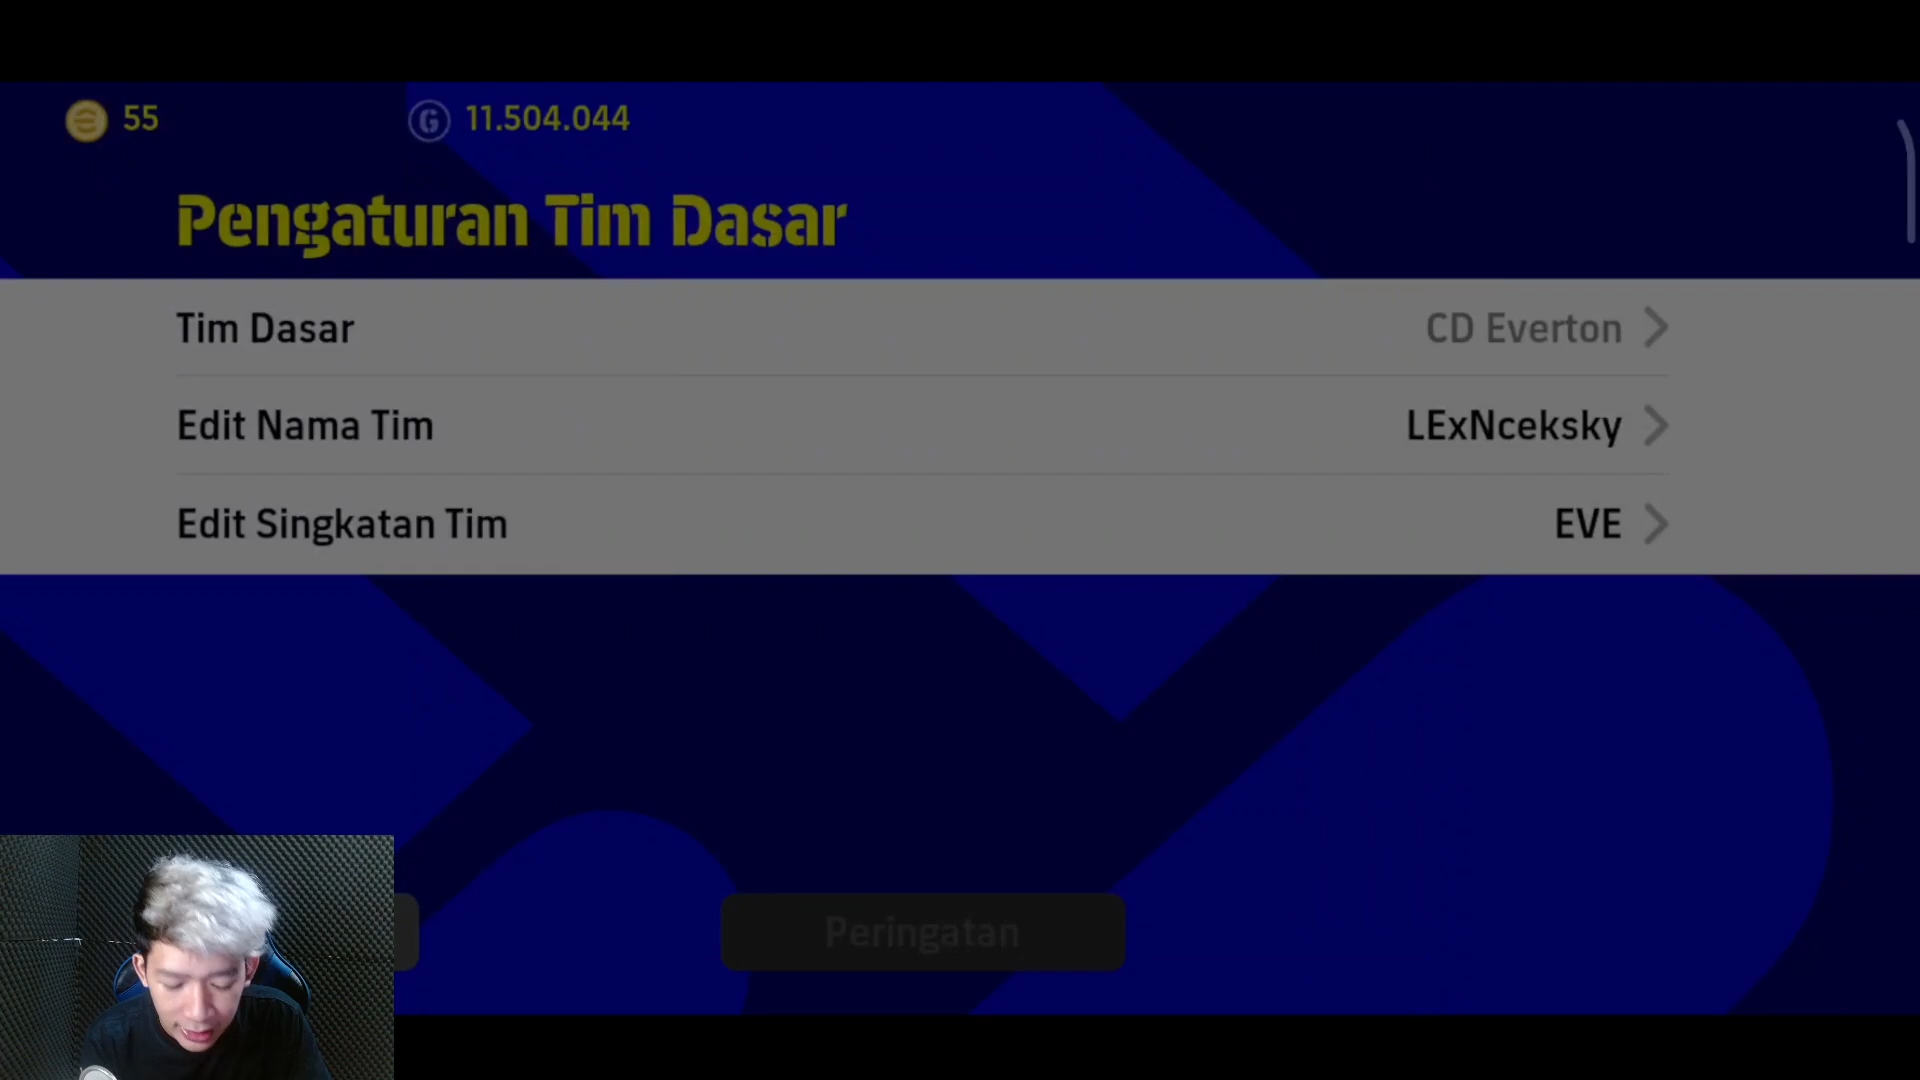 55
G 11.504.044
Pengaturan Tim Dasar
Tim Dasar
CD Everton
Edit Nama Tim
LExNceksky
Edit Singkatan Tim
EVE
Peringatan